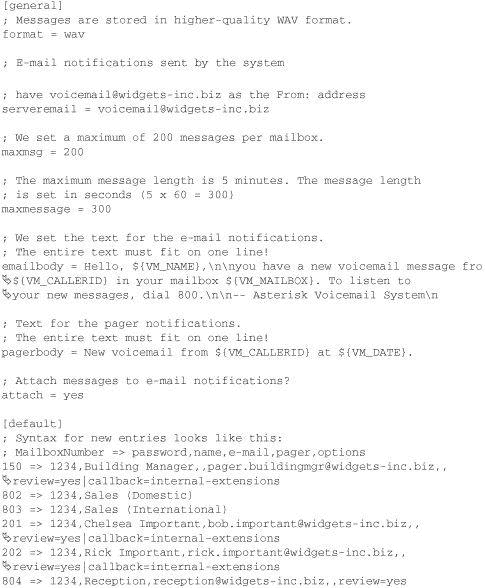 [general]
; Messages are stored in higher-quality WAV format.
format = wav
; E-mail notifications sent by the system
; have voicemail@widgets-inc.biz as the From: address
serveremail = voicemail@widgets-inc.biz
; We set a maximum of 200 messages per mailbox.
maxmsg = 200
; The maximum message length is 5 minutes. The message length
; is set in seconds (5 x 60 = 300)
maxmessage = 300
; We set the text for the e-mail notifications.
; The entire text must fit on one line!
emailbody = Hello, ${VM_NAME},\n\nyou have a new voicemail message fro
⮱${VM_CALLERID} in your mailbox ${VM_MAILBOX}. To listen to
⮱your new messages, dial 800.\n\n-- Asterisk Voicemail System\n
; Text for the pager notifications.
; The entire text must fit on one line!
pagerbody = New voicemail from ${VM_CALLERID} at ${VM_DATE}.
; Attach messages to e-mail notifications?
attach = yes
[default]
; Syntax for new entries looks like this:
; MailboxNumber => password,name,e-mail,pager,options
150 => 1234,Building Manager,,pager.buildingmgr@widgets-inc.biz,,
⮱review=yes|callback=internal-extensions
802 => 1234,Sales (Domestic)
803 => 1234,Sales (International)
201 => 1234,Chelsea Important,bob.important@widgets-inc.biz,,
⮱review=yes|callback=internal-extensions
202 => 1234,Rick Important,rick.important@widgets-inc.biz,,
⮱review=yes|callback=internal-extensions
804 => 1234,Reception,reception@widgets-inc.biz,,review=yes